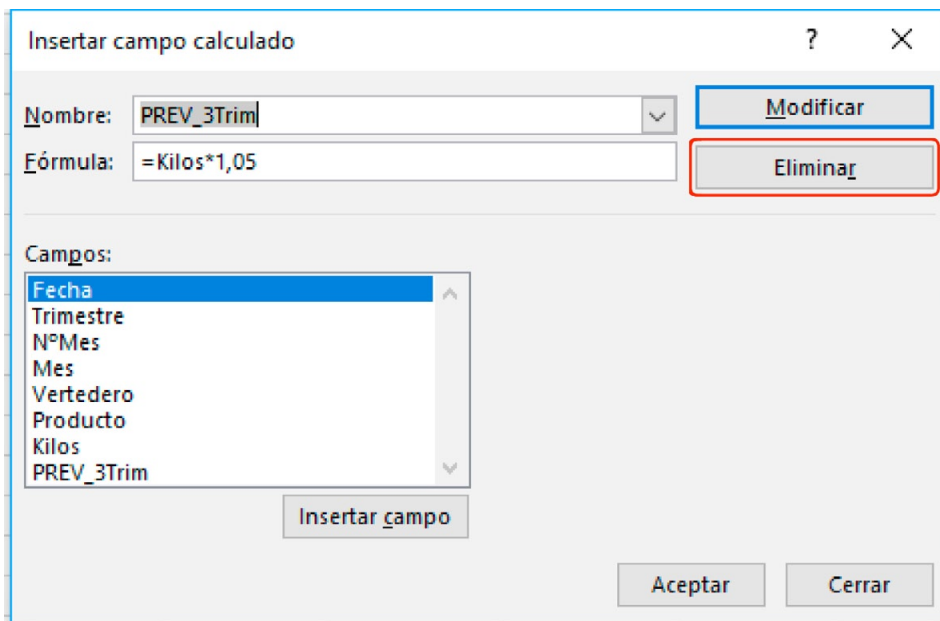 Insertar campo calculado ?
Nombre: PREV_3Trim Modificar
Fórmula: =Kilos*1,05 Eliminar
Campos:
Fecha
Trimestre
NºMes
Mes
Vertedero
Producto
Kilos
PREV_3Trim
Insertar campo
Aceptar Cerrar